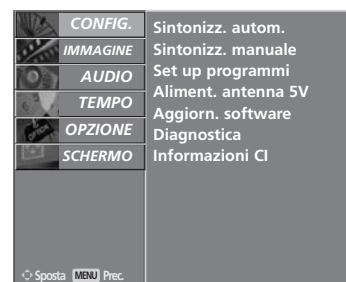 CONFIG.
IMMAGINE
AUDIO
TEMPO
OPZIONE
SCHERMO
Sintonizz. autom.
Sintonizz. manuale
Set up programmi
Aliment. antenna 5V
Aggiorn. software
Diagnostica
Informazioni CI
Sposta MENU Prec.